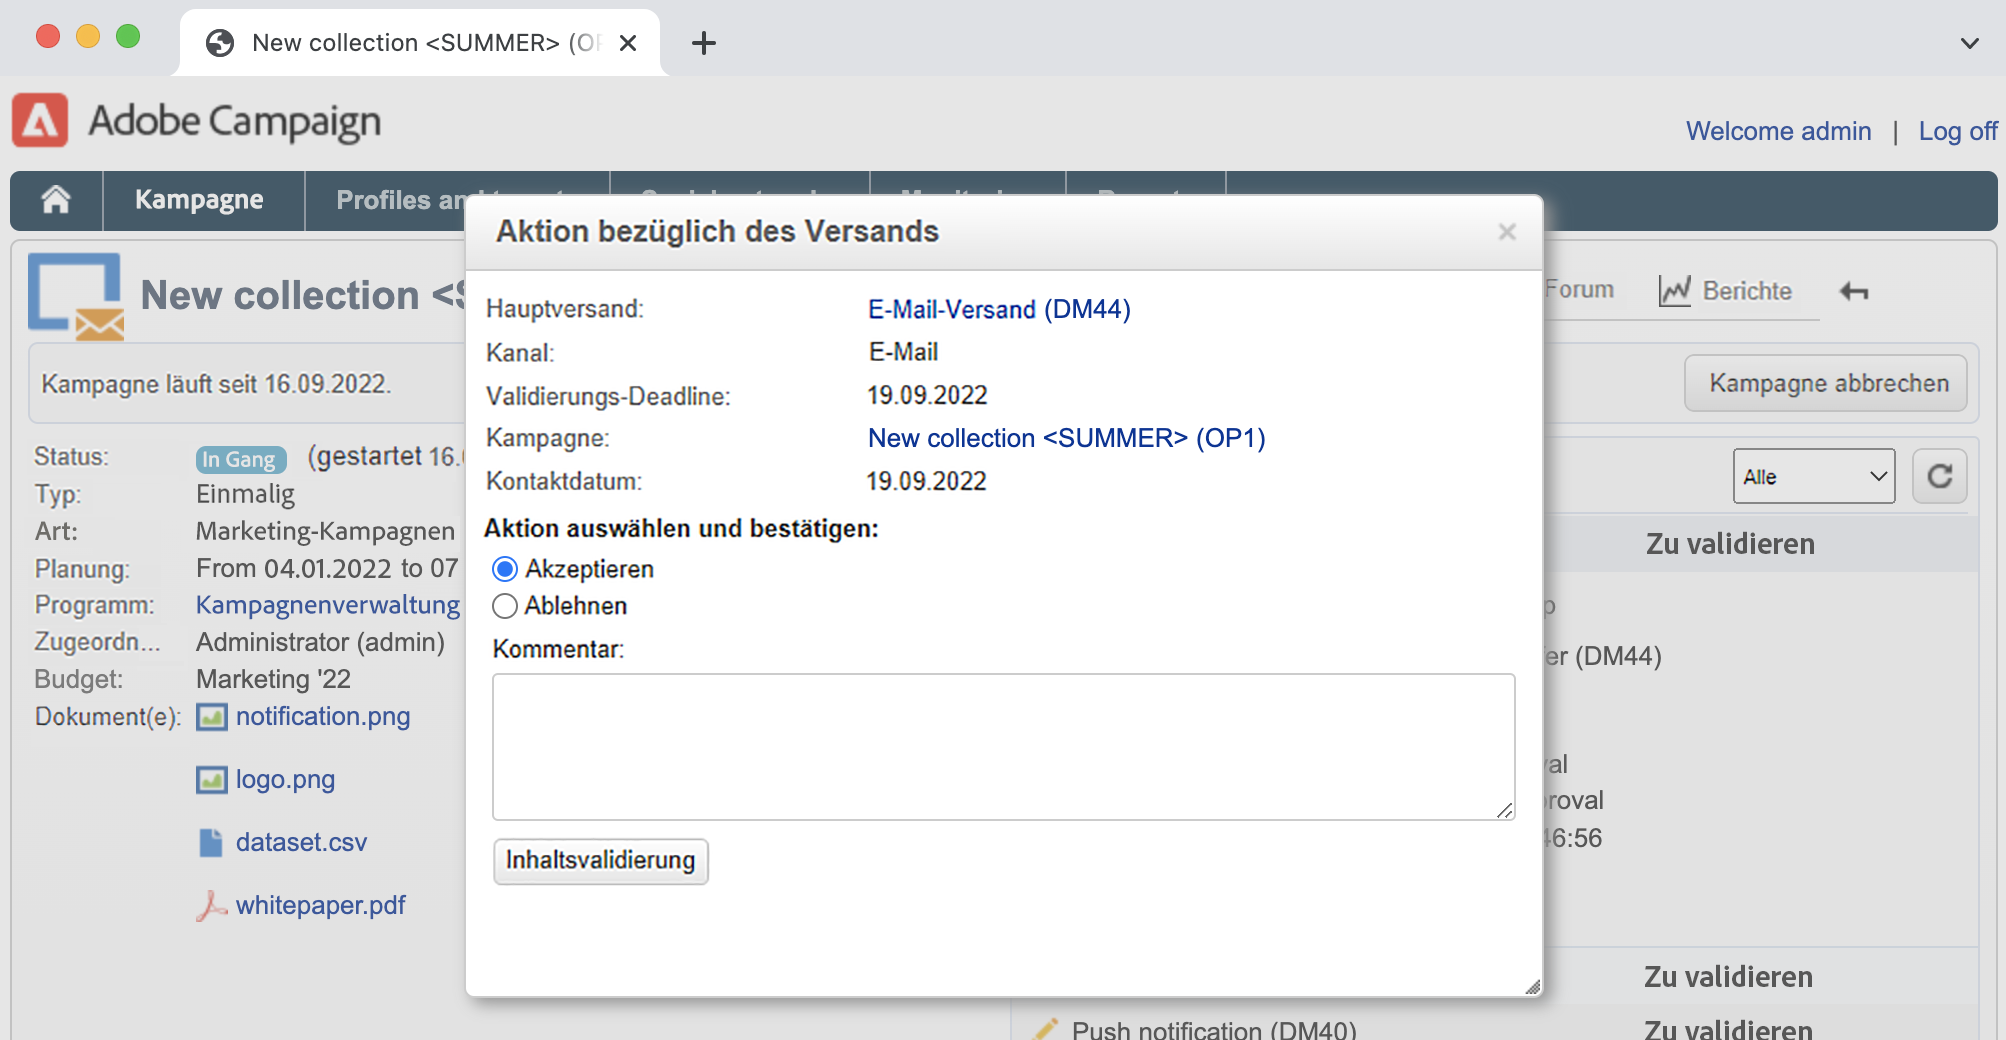 New collection <SUMMER> (OP
Adobe Campaign
Welcome admin | Log off
Kampagne
Profiles an
Aktion bezüglich des Versands
New collection <S
Forum
Berichte
Hauptversand: E-Mail-Versand (DM44)
Kanal: E-Mail
Validierungs-Deadline: 19.09.2022
Kampagne: New collection <SUMMER> (OP1)
Kontaktdatum: 19.09.2022
Aktion auswählen und bestätigen:
Akzeptieren
Ablehnen
Kommentar:
Inhaltsvalidierung
Kampagne läuft seit 16.09.2022.
Kampagne abbrechen
Status: In Gang (gestartet 16.
Typ: Einmalig
Art: Marketing-Kampagnen
Planung: From 04.01.2022 to 07
Programm: Kampagnenverwaltung
Zugeordn... Administrator (admin)
Budget: Marketing '22
Dokument(e): notification.png
logo.png
dataset.csv
whitepaper.pdf
Alle
Zu validieren
er (DM44)
val
roval
46:56
Zu validieren
Push notification (DM40)
Zu validieren